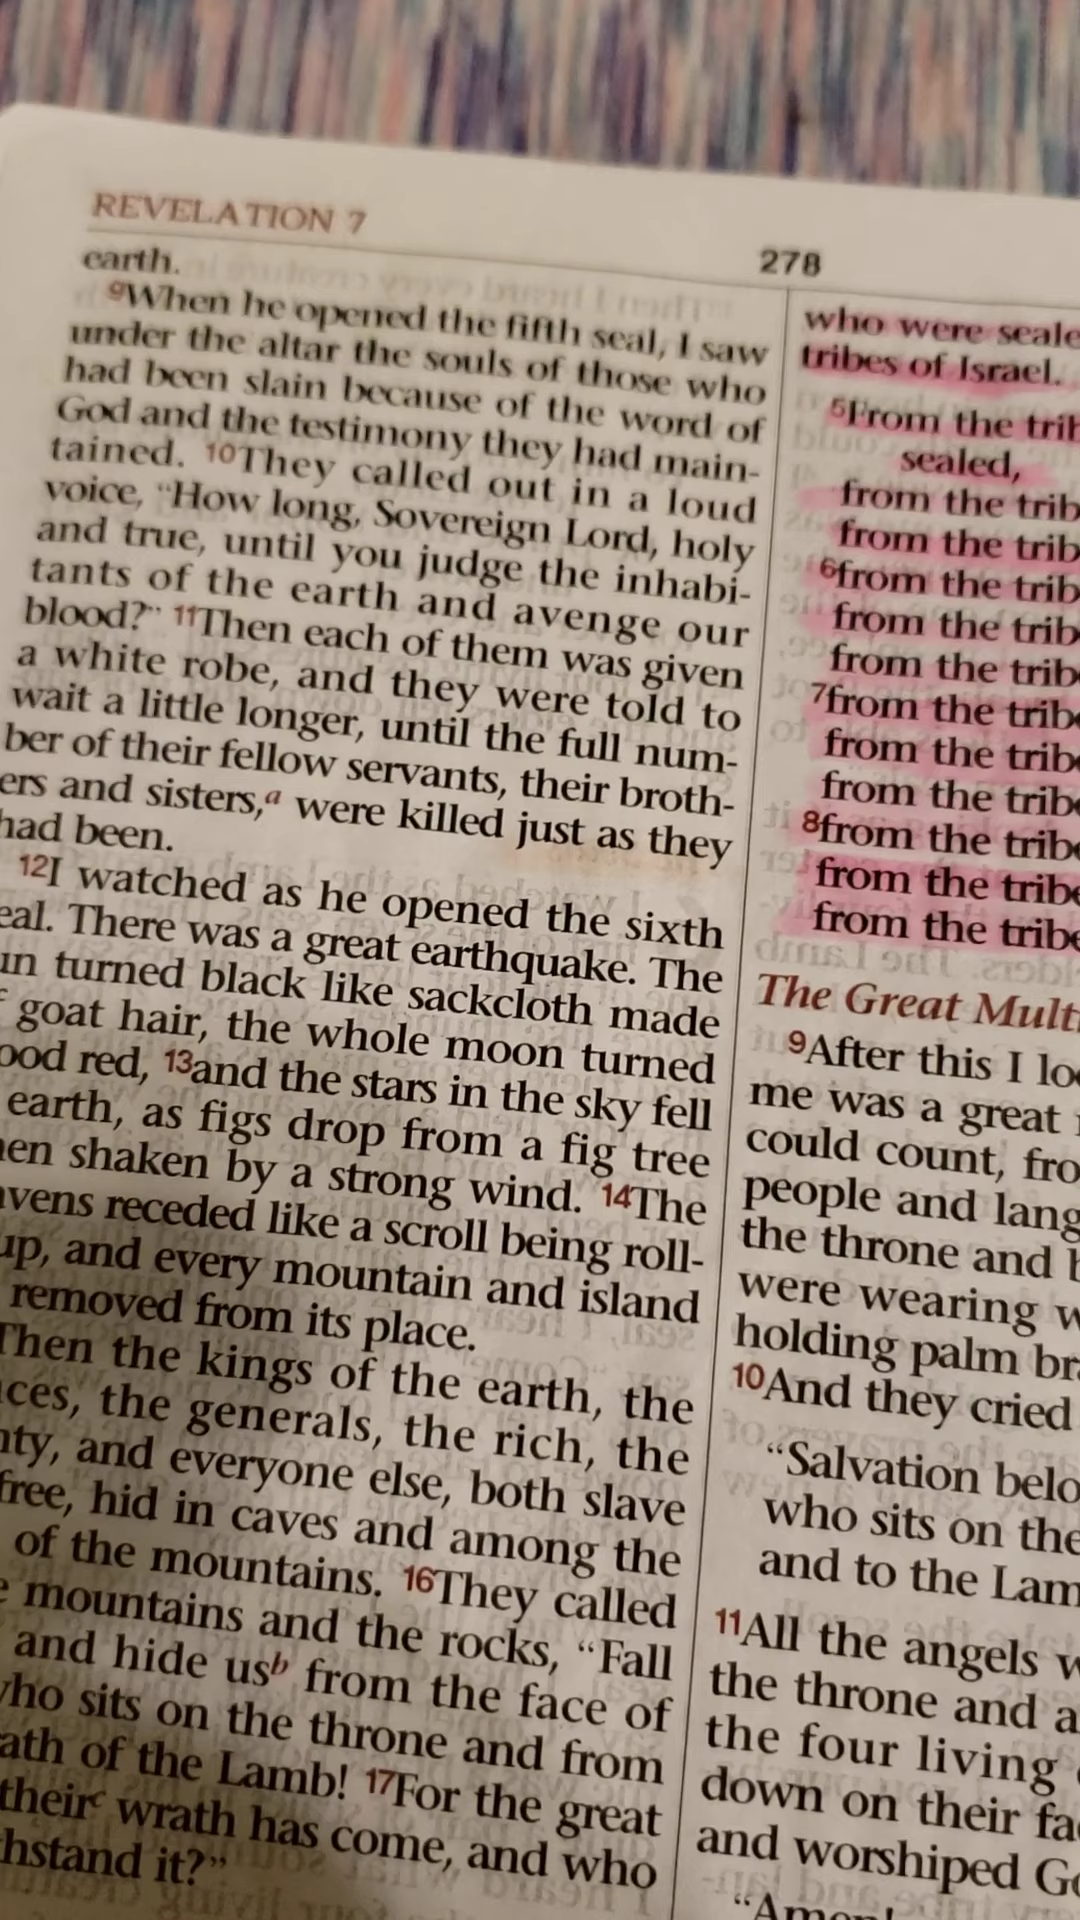 REVELATION 7
278
earth.
9When he opened the fifth seal, I saw
under the altar the souls of those who
had been slain because of the word of
God and the testimony they had main-
tained. 10They called out in a loud
voice, “How long, Sovereign Lord, holy
and true, until you judge the inhabi-
tants of the earth and avenge our
blood?” 11Then each of them was given
a white robe, and they were told to
wait a little longer, until the full num-
ber of their fellow servants, their broth-
ers and sisters,a were killed just as they
had been.
12I watched as he opened the sixth
eal. There was a great earthquake. The
un turned black like sackcloth made
goat hair, the whole moon turned
ood red, 13and the stars in the sky fell
earth, as figs drop from a fig tree
en shaken by a strong wind. 14The
vens receded like a scroll being roll-
up, and every mountain and island
removed from its place.
Then the kings of the earth, the
ces, the generals, the rich, the
ty, and everyone else, both slave
free, hid in caves and among the
of the mountains. 16They called
mountains and the rocks, “Fall
and hide usb from the face of
who sits on the throne and from
ath of the Lamb! 17For the great
theirc wrath has come, and who
hstand it?”
who were seale
tribes of Israel.
5From the trib
sealed,
from the trib
from the trib
6from the trib
from the trib
from the trib
7from the tribe
from the tribe
from the tribe
8from the tribe
from the tribe
from the tribe
The Great Mult
9After this I lo
me was a great
could count, fro
people and lang
the throne and b
were wearing w
holding palm bra
10And they cried
“Salvation belo
who sits on the
and to the Lam
11All the angels w
the throne and a
the four living
down on their fa
and worshiped Go
“Amen!